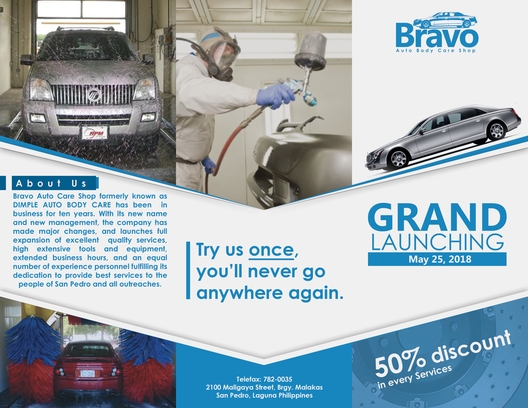 About Us
Bravo Auto Care Shop formerly known as
DIMPLE AUTO BODY CARE has been in
business for ten years. With its new name
and new management, the company has
made major changes, and launches full
expansion of excellent quality services,
high extensive tools and equipment,
extended business hours, and an equal
number of experience personnel fulfilling its
dedication to provide best services to the
people of San Pedro and all outreaches.
Try us once,
you'll never go
anywhere again.
Telefax: 782-0035
2100 Maligaya Street, Brgy. Malakas
San Pedro, Laguna Philippines
Bravo
Auto Body Care Shop
GRAND
LAUNCHING
May 25, 2018
50% discount
in every Services